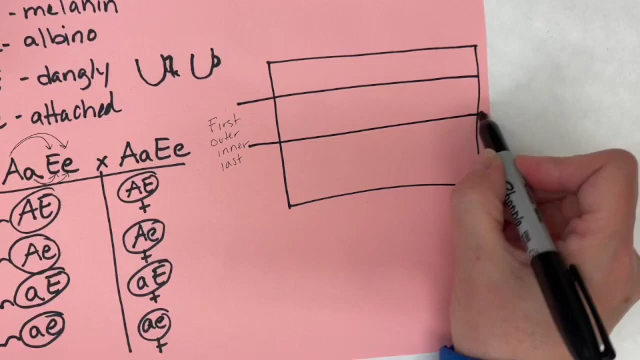 - melanin
- albino
- dangly
- attached
AaEe x AaEe
AE AE
+
Ae Ae
+
aE aE
+
ae ae
+
First
outer
inner
last
Sharpie